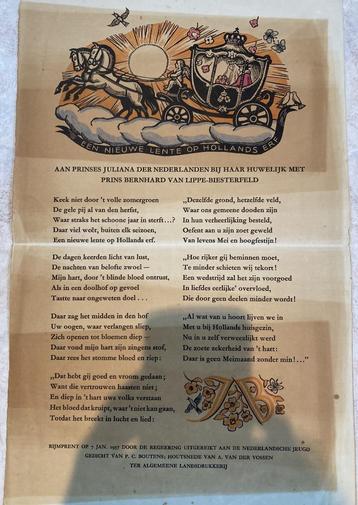 EEN NIEUWE LENTE OP HOLLANDS ERF
AAN PRINSES JULIANA DER NEDERLANDEN BIJ HAAR HUWELIJK MET
PRINS BERNHARD VAN LIPPE-BIESTERFELD
Keek niet door 't volle zomergroen
De gele pij al van den herfst,
Waar straks keherten schoone jaar in sterft...?
Daar viel weêr, buiten elk seizoen,
Een nieuwe lente op Hollands erf.
De dagen keerden licht van lust,
De nachten van belofte zwoel —
Mijn hart, door 't blinde bloed ontrust,
Als in een doolhof op gevoel
Tastte naar ongeweten doel . . .
Daar zag het midden in den hof
Uw oogen, waar verlangen sliep,
Zich openen tot bloemen diep —
Daar vond mijn hart zijn zingens stof,
Daar rees het stomme bloed en riep:
„Dat hebt gij goed en vroom gedaan;
Want die vertrouwen haasten niet;
En diep in 't hart uwe volks verstaan
Het bloed dat kruipt, waar 't niet kan gaan,
Totdat het breekt in lucht en lied:
„Dezelfde grond, hetzelfde veld,
Waar ons gemeene dooden zijn
In hun verheerlijking besteld,
Oefent aan u zijn zoet geweld
Van levens Mei en hoogfestijn!
„Hoe rijker gij beminnen moet,
Te minder schieten wij tekort!
Een wedstrijd zal het zijn voorgoed
In liefdes eerlijke overvloed,
Die door geen deelen minder wordt!
„Al wat van u hoort lijven we in
Met u bij Hollands huisgezin,
Nu in u zelf verwezenlijkt werd
De zoete zekerheid van 't hart:
Daar is geen Meimaand zonder min!..."
RIJMPRENT OP 7 JAN. 1937 DOOR DE REGEERING UITGEREIKT AAN DE NEDERLANDSCHE JEUGD
GEDICHT VAN P. C. BOUTENS; HOUTSNEDE VAN A. VAN DER VOSSEN
TER ALGEMEENE LANDSDRUKKERIJ